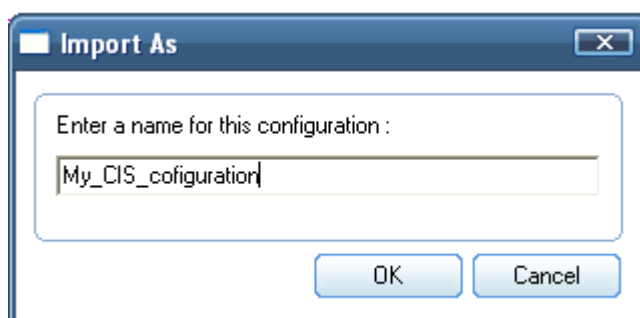 Import As
Enter a name for this configuration :
My_CIS_cofiguration
OK Cancel